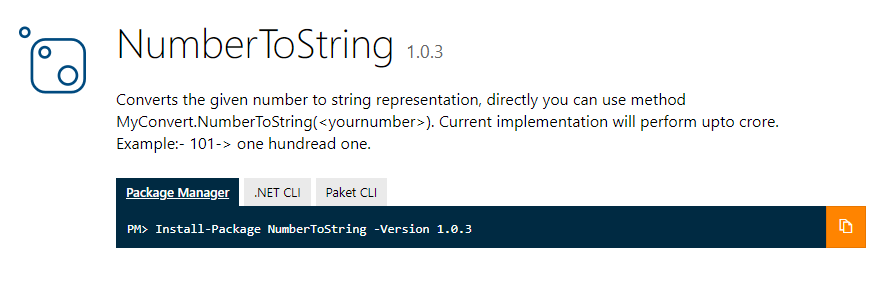 NumberToString 1.0.3
Converts the given number to string representation, directly you can use method
MyConvert.NumberToString(<yournumber>). Current implementation will perform upto crore.
Example:- 101-> one hundread one.
Package Manager .NET CLI Paket CLI
PM> Install-Package NumberToString -Version 1.0.3